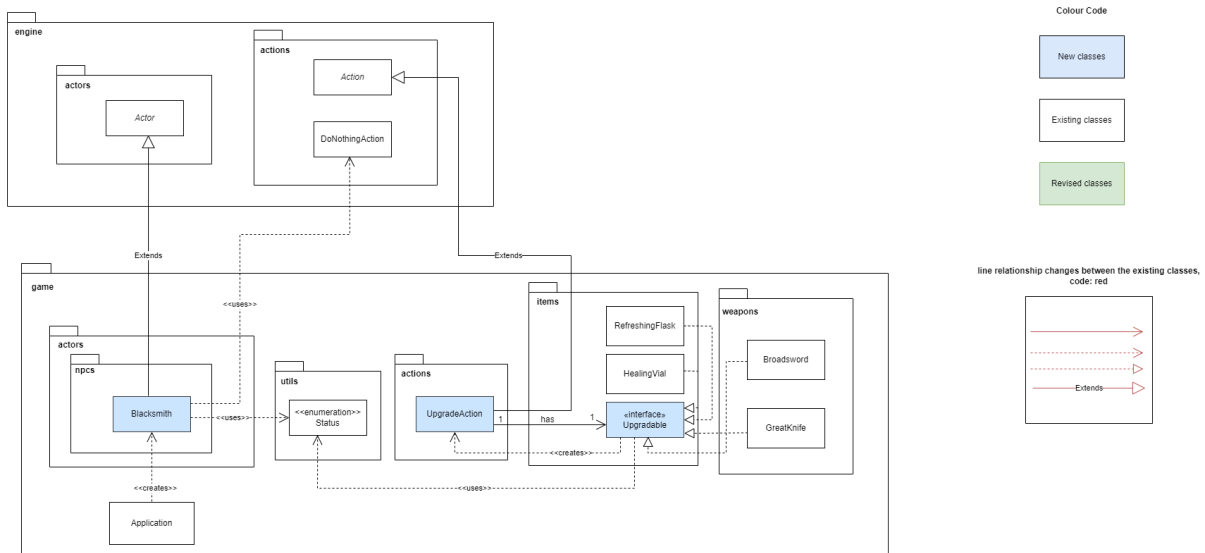 Colour Code
engine
actions
Action
New classes
actors
Actor
DoNothingAction
Existing classes
Revised classes
Extends
Extends
line relationship changes between the existing classes,
code: red
game
<<uses>>
items
weapons
RefreshingFlask
actors
Broadsword
npcs
utils
actions
HealingVial
Extends
Blacksmith
<<uses>>
<<enumeration>>
Status
UpgradeAction
1
has
1
«interface»
Upgradable
GreatKnife
<<creates>>
<<creates>>
<<uses>>
Application